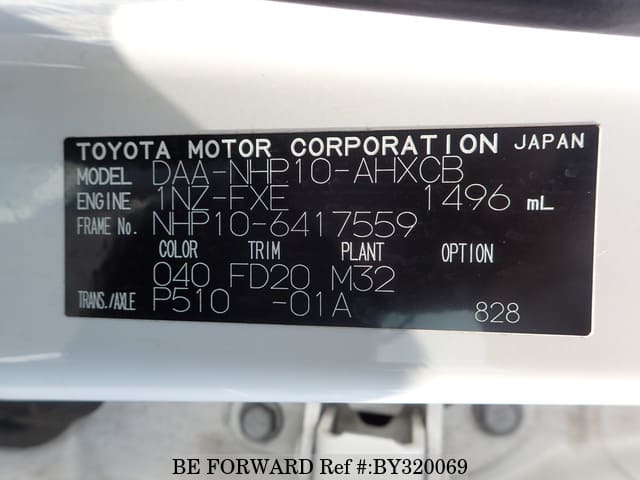 TOYOTA MOTOR CORPORATION JAPAN
MODEL DAA-NHP10-AHXCB
ENGINE 1NZ-FXE 1496 mL
FRAME No. NHP10-6417559
COLOR TRIM PLANT OPTION
040 FD20 M32
TRANS./AXLE P510 -01A 828
BE FORWARD Ref #:BY320069